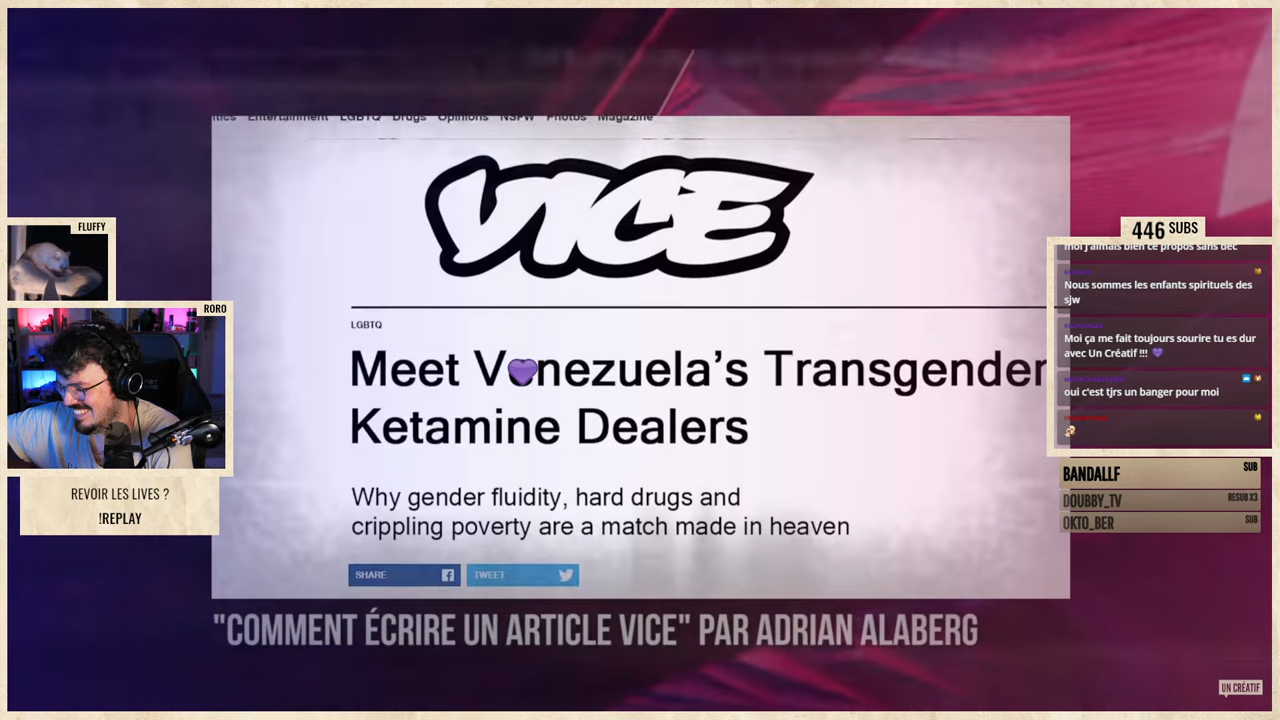 tics Entertainment LGBTQ Drugs Opinions NSFW Photos Magazine
VICE
LGBTQ
Meet Venezuela's Transgender
Ketamine Dealers
Why gender fluidity, hard drugs and
crippling poverty are a match made in heaven
SHARE
TWEET
"COMMENT ÉCRIRE UN ARTICLE VICE" PAR ADRIAN ALABERG
FLUFFY
RORO
REVOIR LES LIVES ?
!REPLAY
446 SUBS
moi j'aimais bien ce propos sans dec
Nous sommes les enfants spirituels des
sjw
Moi ça me fait toujours sourire tu es dur
avec Un Créatif !!!
oui c'est tjrs un banger pour moi
BANDALLF SUB
DOUBBY_TV RESUB X3
OKTO_BER SUB
UN CRÉATIF